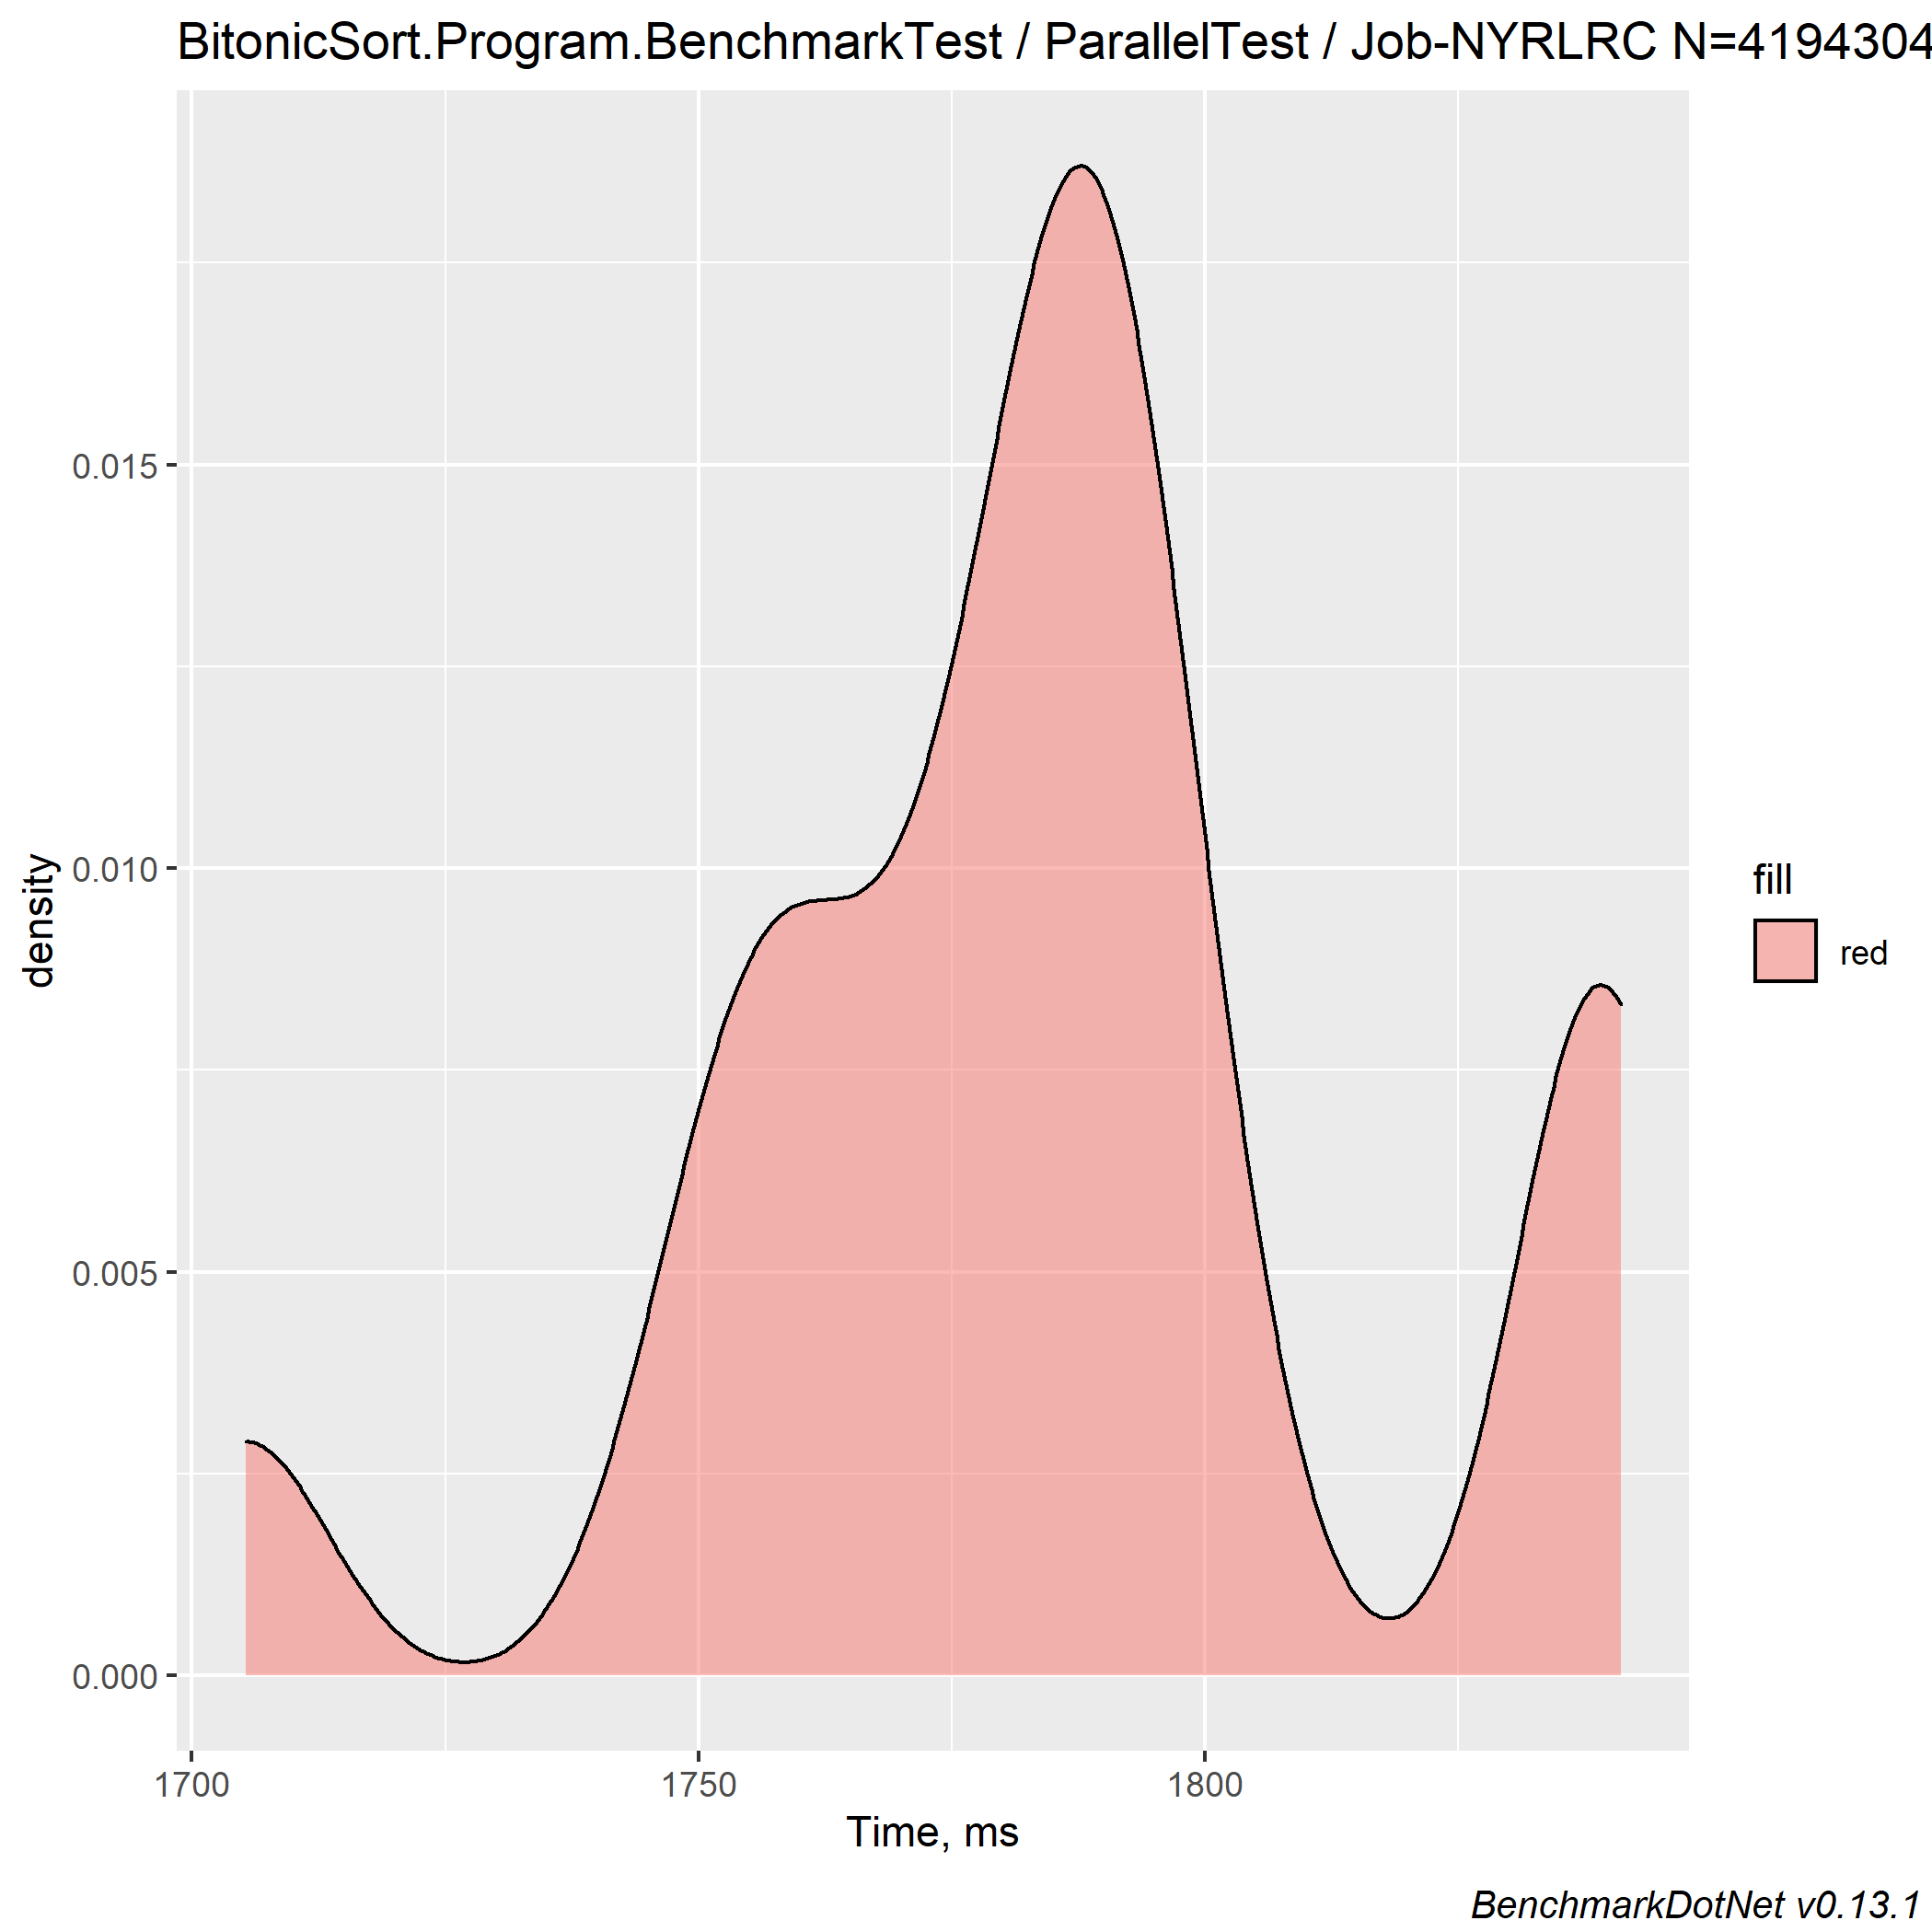 BitonicSort.Program.BenchmarkTest / ParallelTest / Job-NYRLRC N=4194304
0.015
0.010
0.005
0.000
density
1700 1750 1800
Time, ms
fill
red
BenchmarkDotNet v0.13.1